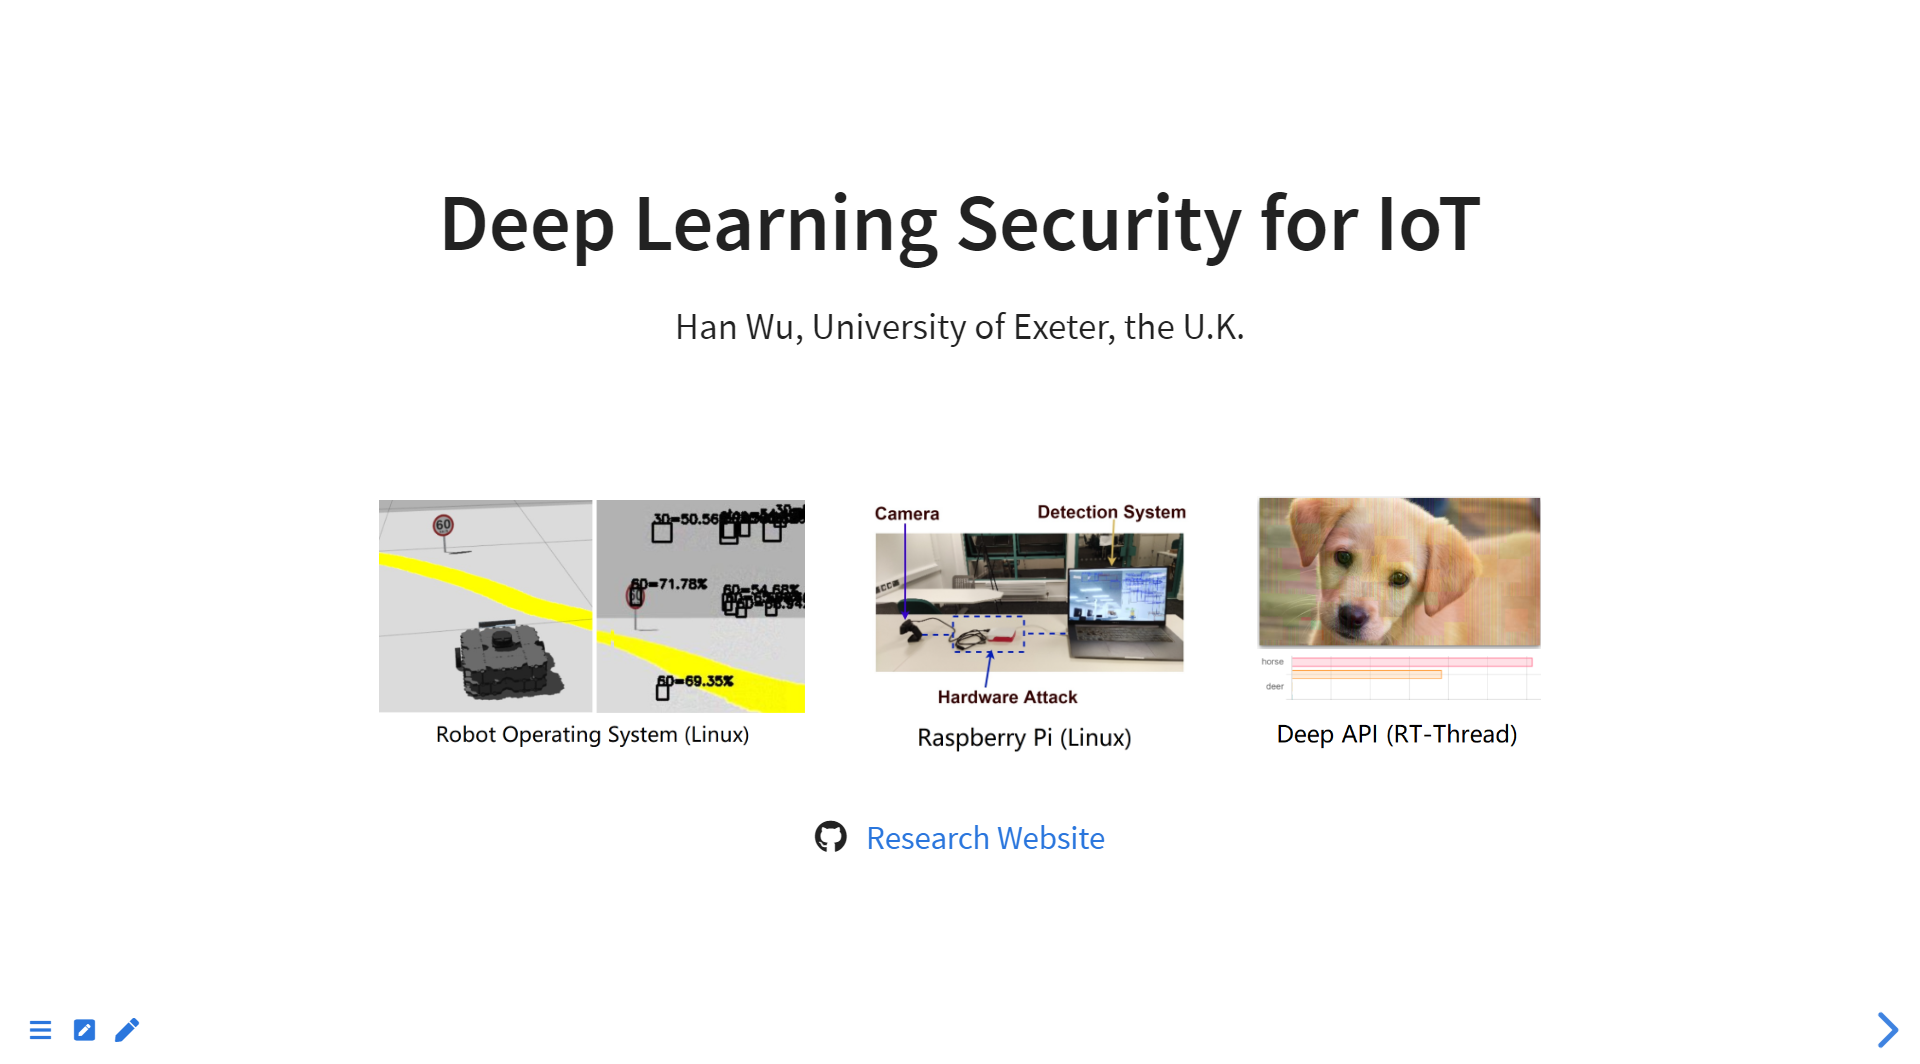 Deep Learning Security for IoT
Han Wu, University of Exeter, the U.K.
60
30=50.56
60=71.78%
60=54.68%
60
60=69.35%
Robot Operating System (Linux)
Camera
Detection System
Hardware Attack
Raspberry Pi (Linux)
horse
deer
Deep API (RT-Thread)
Research Website